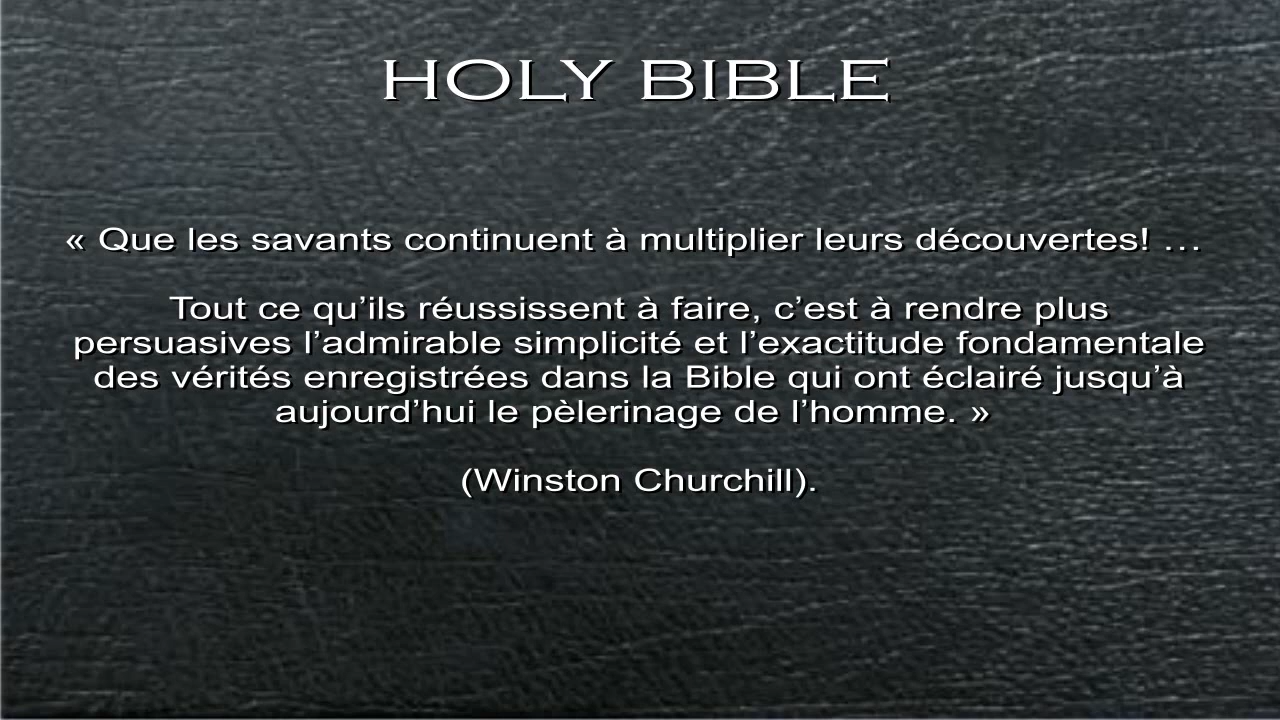 HOLY BIBLE
« Que les savants continuent à multiplier leurs découvertes! …
Tout ce qu’ils réussissent à faire, c’est à rendre plus
persuasives l’admirable simplicité et l’exactitude fondamentale
des vérités enregistrées dans la Bible qui ont éclairé jusqu’à
aujourd’hui le pèlerinage de l’homme. »
(Winston Churchill).